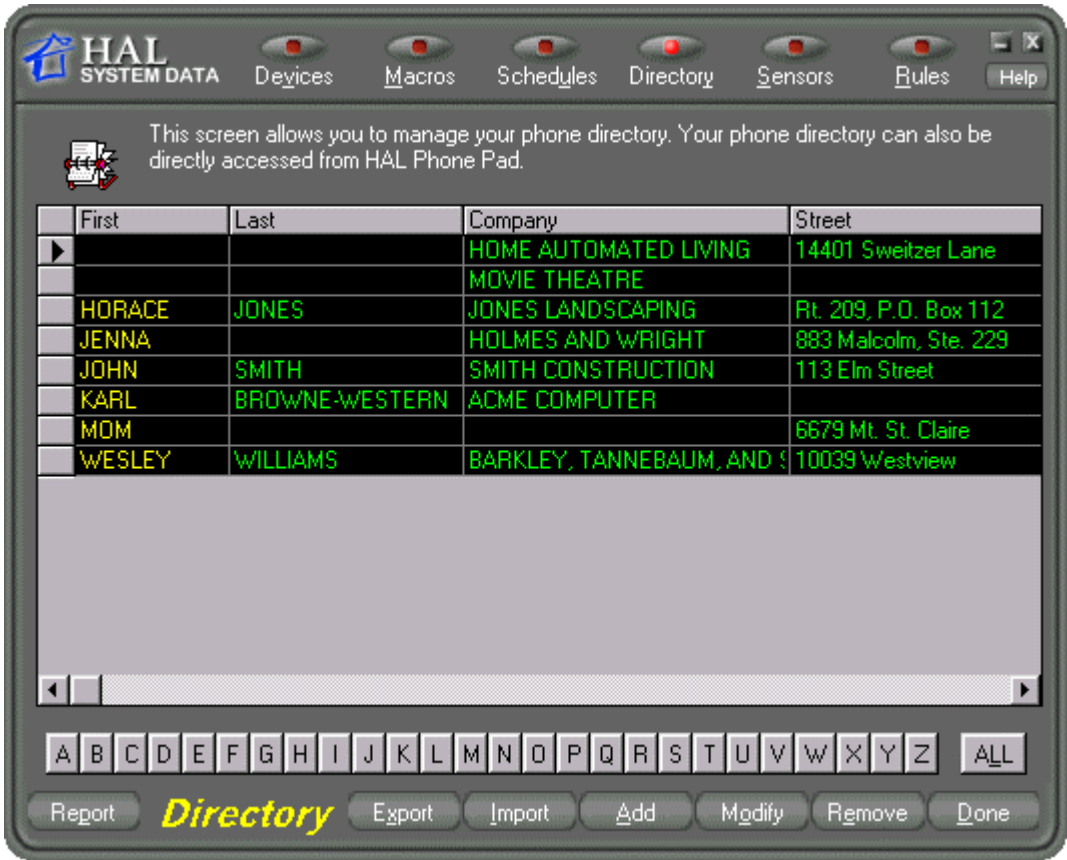 HAL
SYSTEM DATA
Devices Macros Schedules Directory Sensors Rules Help
This screen allows you to manage your phone directory. Your phone directory can also be
directly accessed from HAL Phone Pad.
First Last Company Street
HOME AUTOMATED LIVING 14401 Sweitzer Lane
MOVIE THEATRE
HORACE JONES JONES LANDSCAPING Rt. 209, P.O. Box 112
JENNA HOLMES AND WRIGHT 883 Malcolm, Ste. 229
JOHN SMITH SMITH CONSTRUCTION 113 Elm Street
KARL BROWNE-WESTERN ACME COMPUTER
MOM 6679 Mt. St. Claire
WESLEY WILLIAMS BARKLEY, TANNEBAUM, AND 10039 Westview
A B C D E F G H I J K L M N O P Q R S T U V W X Y Z ALL
Report Directory Export Import Add Modify Remove Done